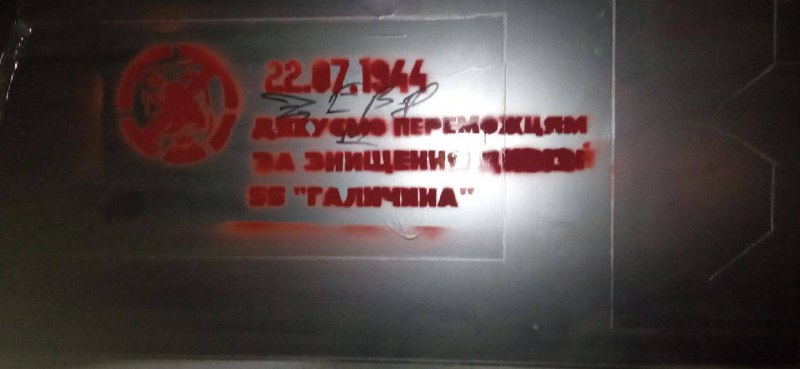 22.07.1944
ДЯКУЄМО ПЕРЕМОЖЦЯМ
ЗА ЗНИЩЕННЯ
SS "ГАЛИЧИНА"